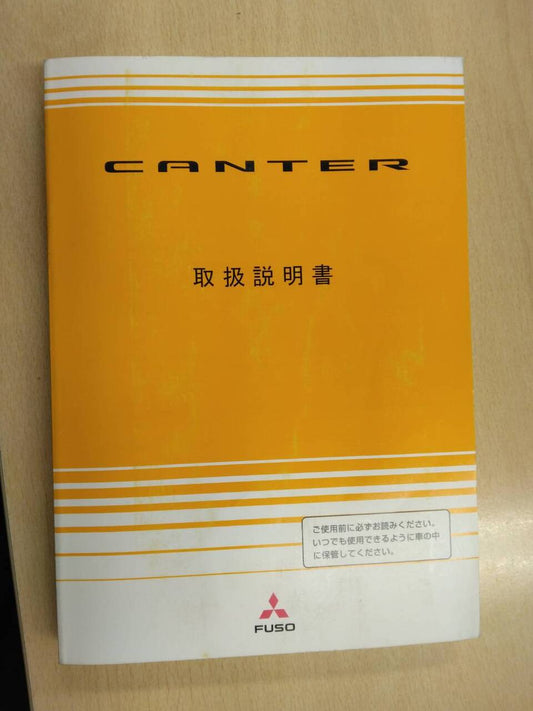 CANTER
取扱説明書
ご使用前に必ずお読みください。
いつでも使用できるように車の中
に保管してください。
FUSO